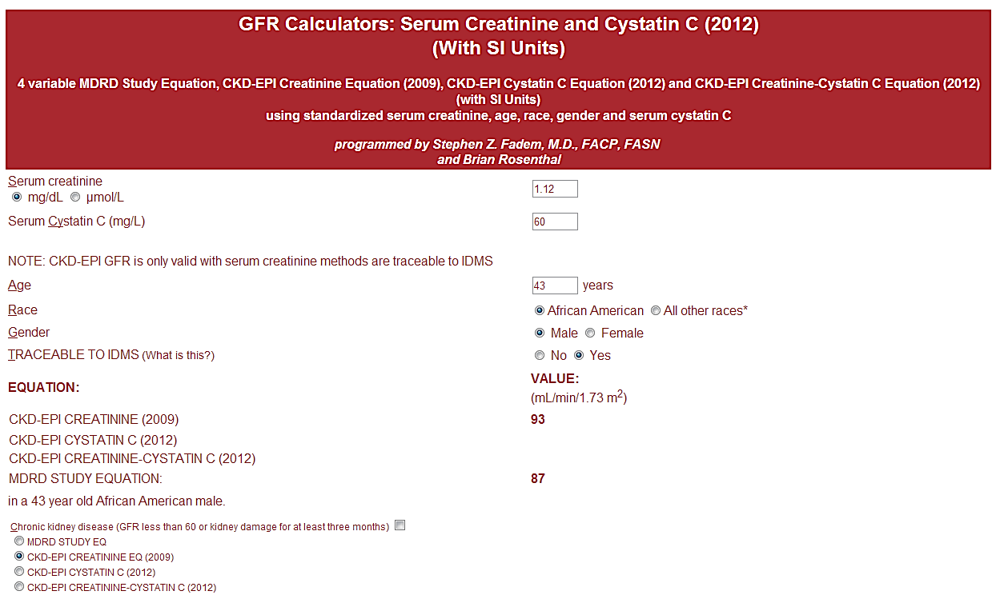 GFR Calculators: Serum Creatinine and Cystatin C (2012)
(With SI Units)
4 variable MDRD Study Equation, CKD-EPI Creatinine Equation (2009), CKD-EPI Cystatin C Equation (2012) and CKD-EPI Creatinine-Cystatin C Equation (2012)
(with SI Units)
using standardized serum creatinine, age, race, gender and serum cystatin C
programmed by Stephen Z. Fadem, M.D., FACP, FASN
and Brian Rosenthal
Serum creatinine
mg/dL µmol/L
1.12
Serum Cystatin C (mg/L) 60
NOTE: CKD-EPI GFR is only valid with serum creatinine methods are traceable to IDMS
Age 43 years
Race African American All other races*
Gender Male Female
TRACEABLE TO IDMS (What is this?) No Yes
EQUATION: VALUE:
(mL/min/1.73 m2)
CKD-EPI CREATININE (2009) 93
CKD-EPI CYSTATIN C (2012)
CKD-EPI CREATININE-CYSTATIN C (2012)
MDRD STUDY EQUATION: 87
in a 43 year old African American male.
Chronic kidney disease (GFR less than 60 or kidney damage for at least three months)
MDRD STUDY EQ
CKD-EPI CREATININE EQ (2009)
CKD-EPI CYSTATIN C (2012)
CKD-EPI CREATININE-CYSTATIN C (2012)